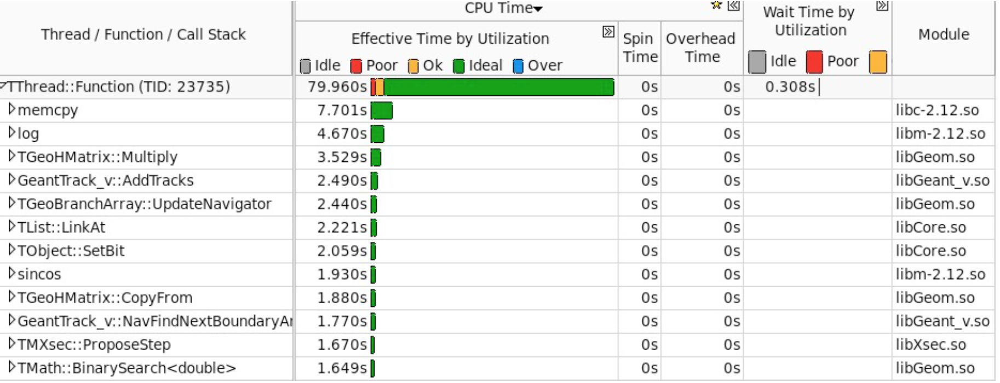 Thread / Function / Call Stack
CPU Time
Effective Time by Utilization
Idle Poor Ok Ideal Over
Spin Time
Overhead Time
Wait Time by Utilization
Idle Poor
Module
TThread::Function (TID: 23735) 79.960s 0s 0s 0.308s
memcpy 7.701s 0s 0s libc-2.12.so
log 4.670s 0s 0s libm-2.12.so
TGeoHMatrix::Multiply 3.529s 0s 0s libGeom.so
GeantTrack_v::AddTracks 2.490s 0s 0s libGeant_v.so
TGeoBranchArray::UpdateNavigator 2.440s 0s 0s libGeom.so
TList::LinkAt 2.221s 0s 0s libCore.so
TObject::SetBit 2.059s 0s 0s libCore.so
sincos 1.930s 0s 0s libm-2.12.so
TGeoHMatrix::CopyFrom 1.880s 0s 0s libGeom.so
GeantTrack_v::NavFindNextBoundaryAr 1.770s 0s 0s libGeant_v.so
TMXsec::ProposeStep 1.670s 0s 0s libXsec.so
TMath::BinarySearch<double> 1.649s 0s 0s libGeom.so